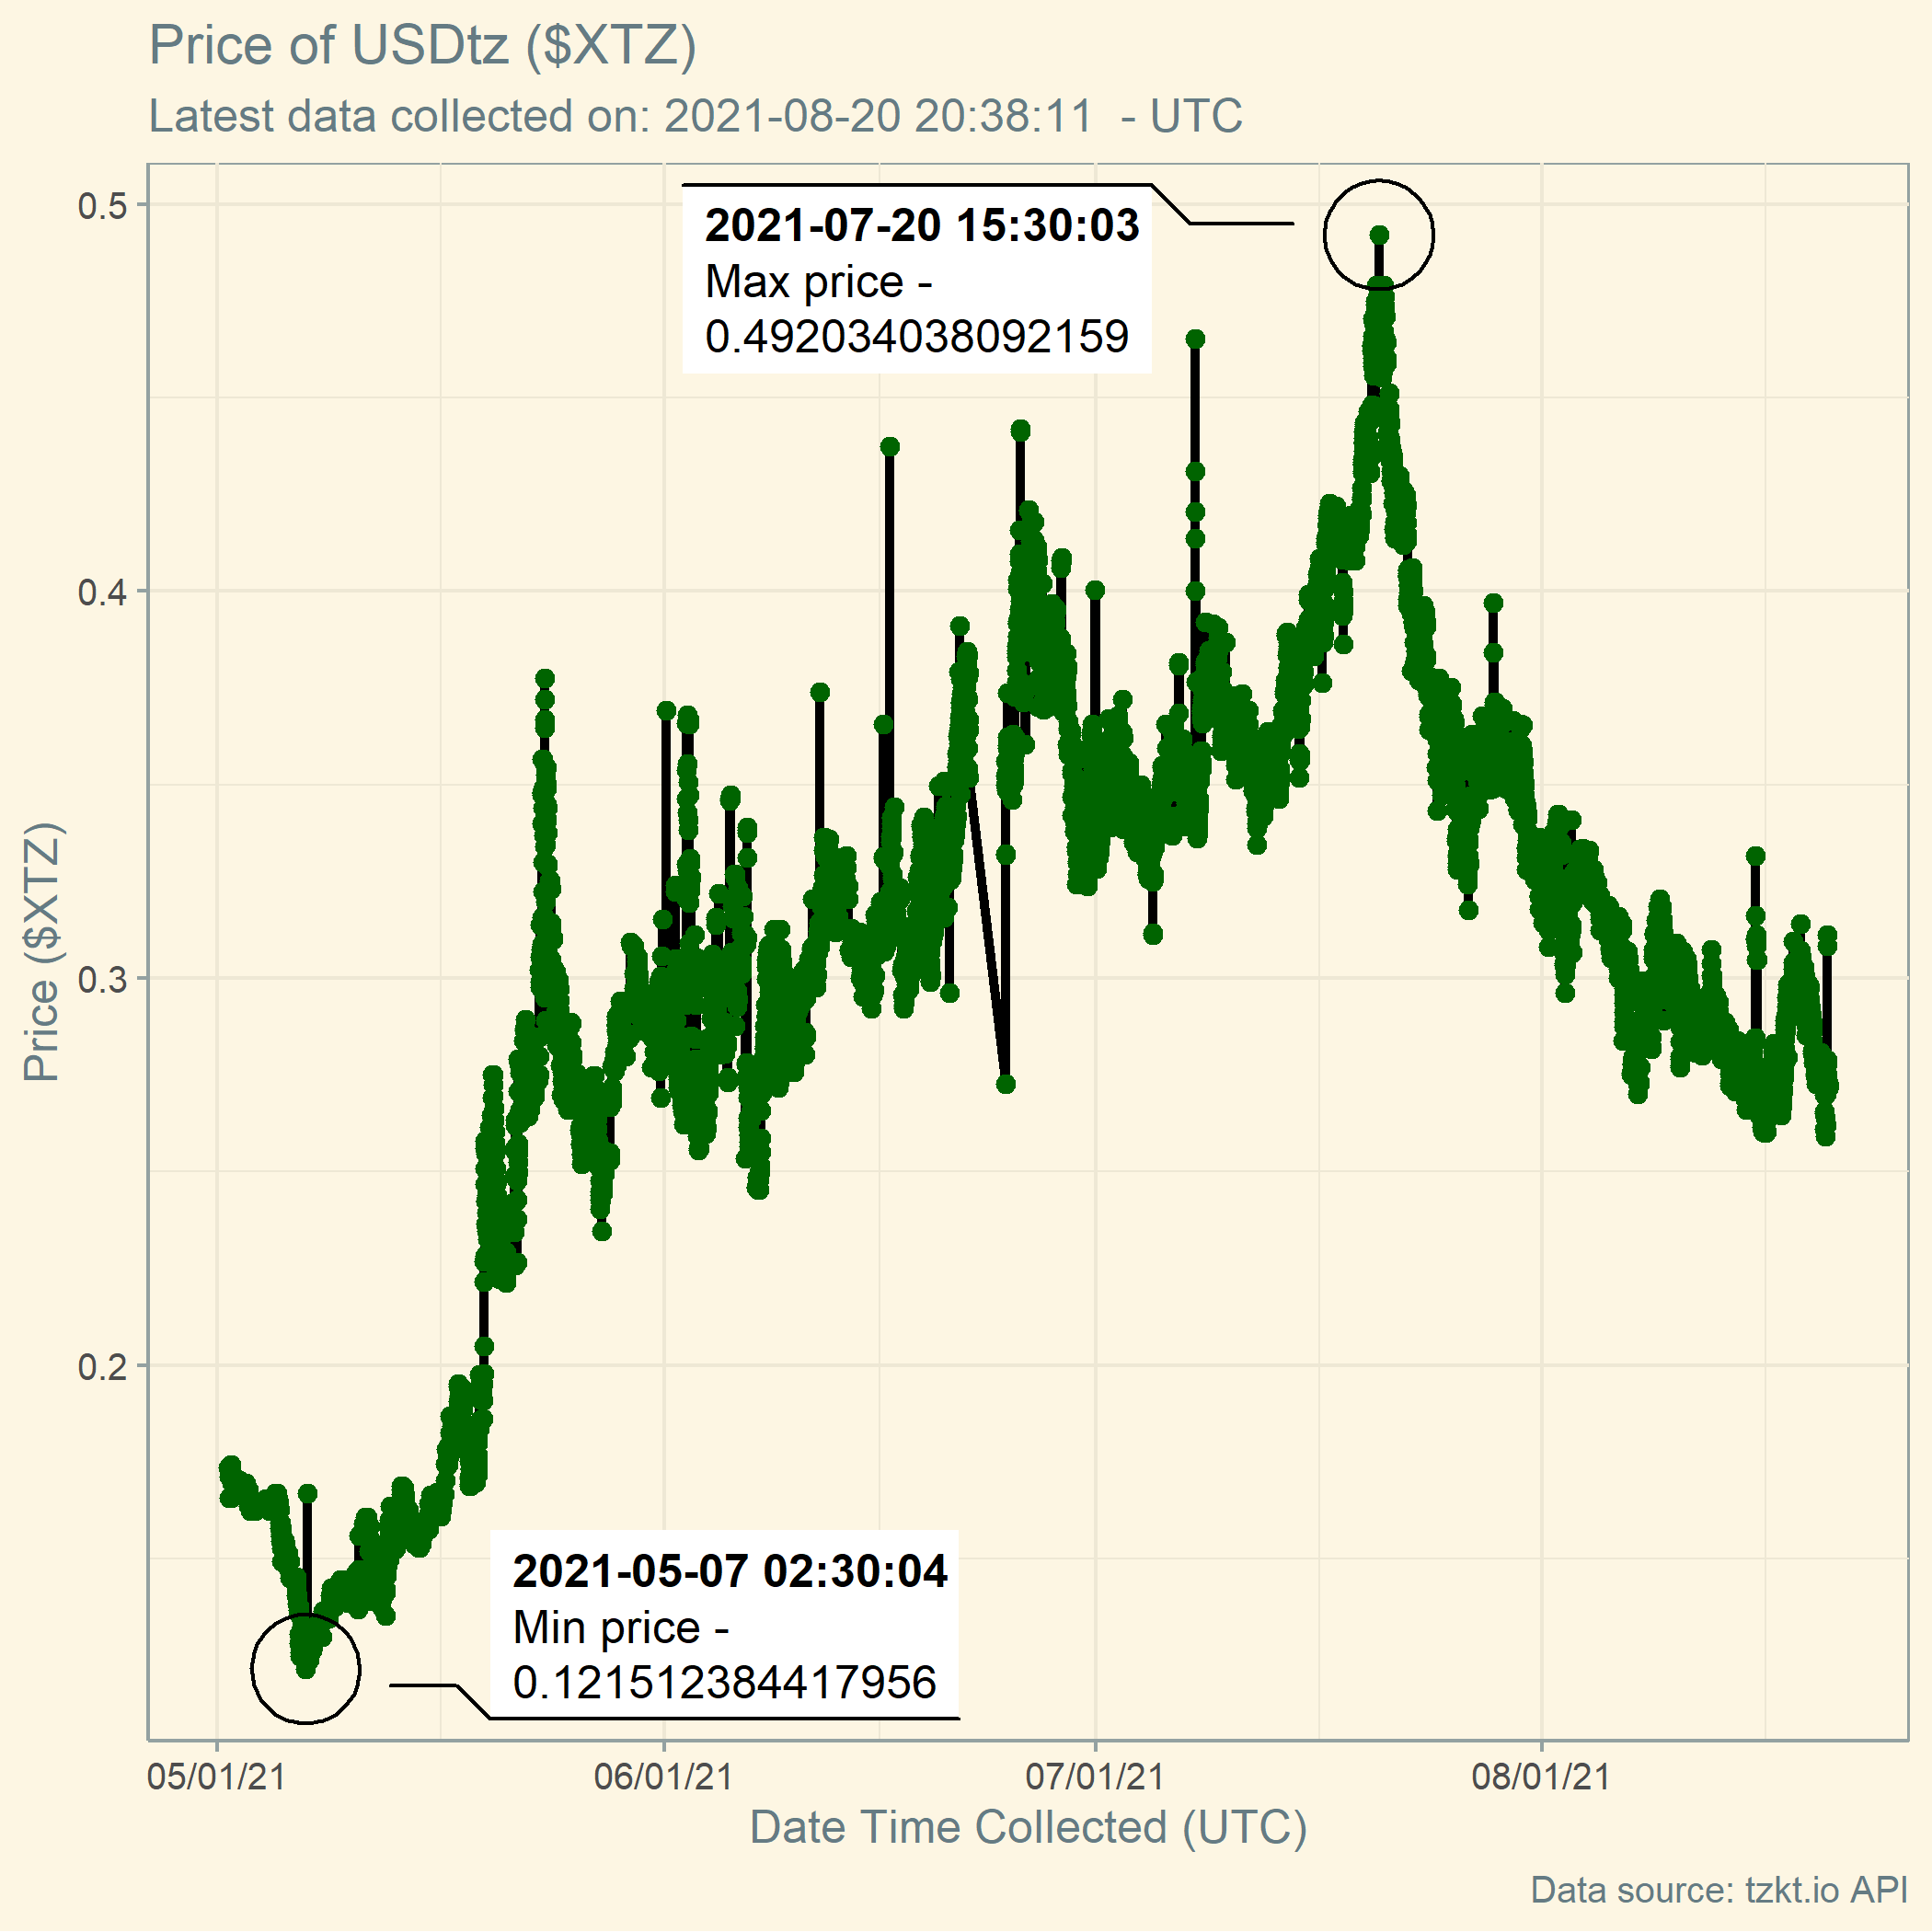 Price of USDtz ($XTZ)
Latest data collected on: 2021-08-20 20:38:11  - UTC
0.5
0.4
0.3
0.2
Price ($XTZ)
2021-07-20 15:30:03
Max price -
0.492034038092159
2021-05-07 02:30:04
Min price -
0.121512384417956
05/01/21
06/01/21
07/01/21
08/01/21
Date Time Collected (UTC)
Data source: tzkt.io API